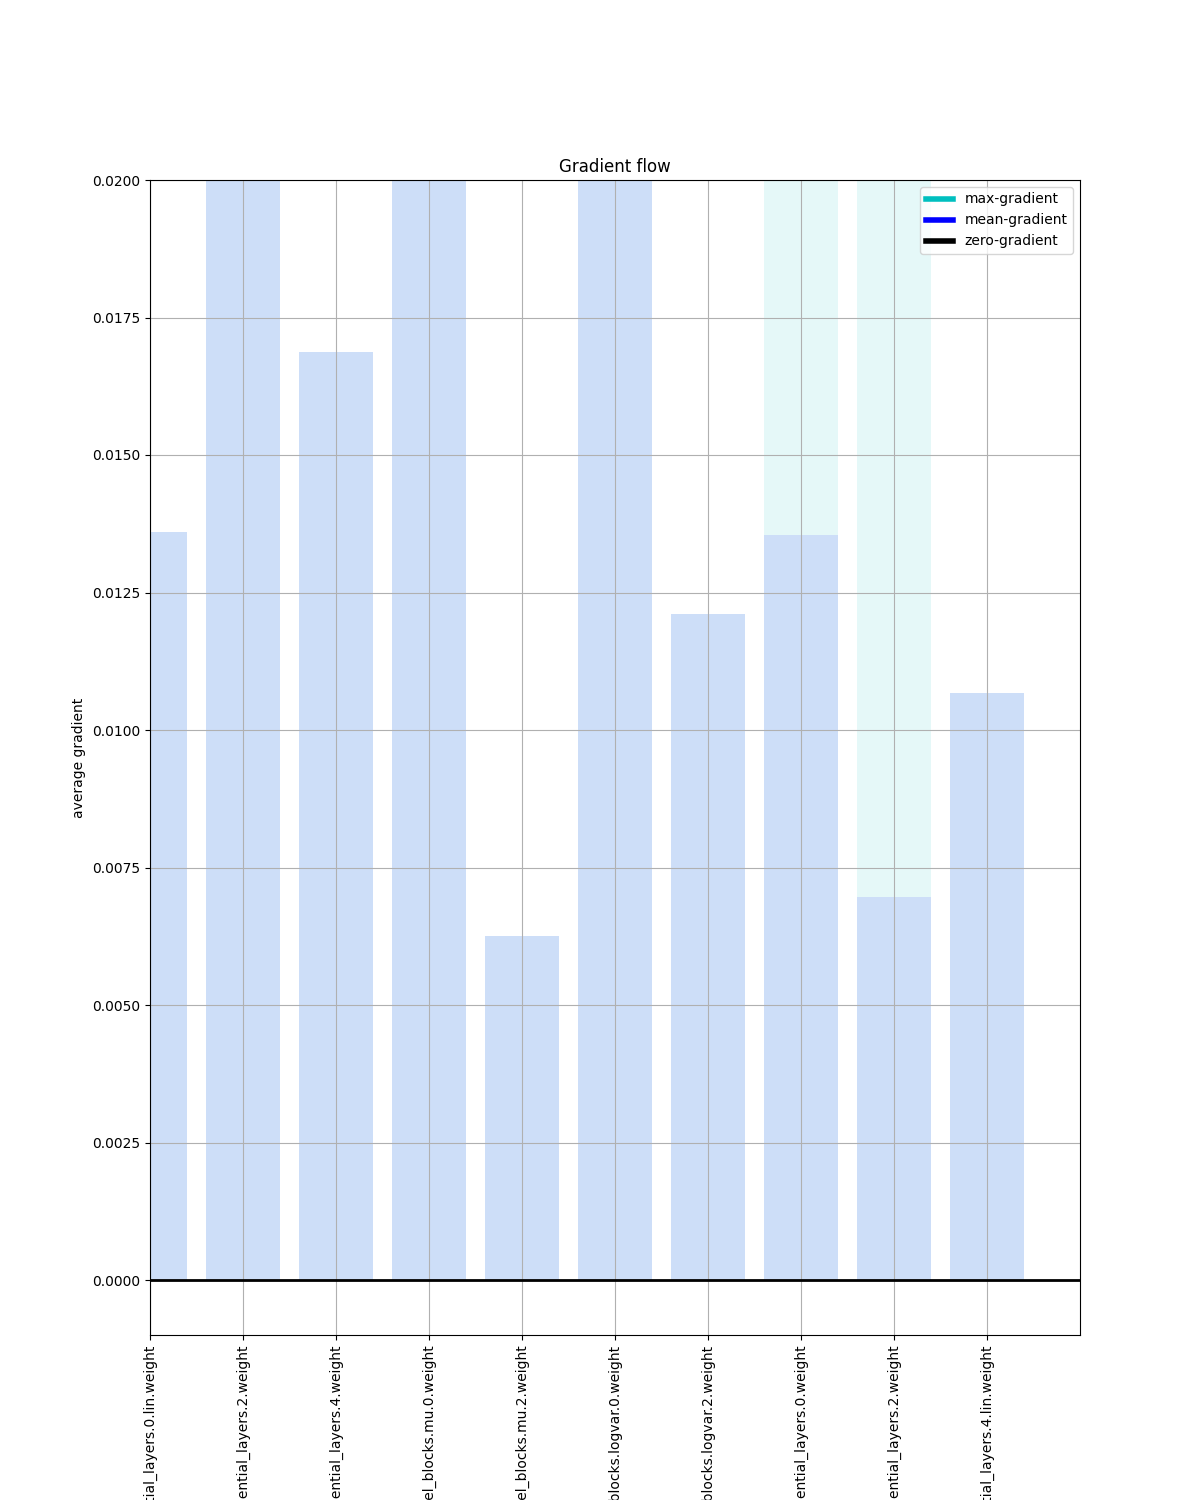 Gradient flow
max-gradient
mean-gradient
zero-gradient
0.0200
0.0175
0.0150
0.0125
0.0100
0.0075
0.0050
0.0025
0.0000
average gradient
tial_layers.0.lin.weight
ential_layers.2.weight
ential_layers.4.weight
el_blocks.mu.0.weight
el_blocks.mu.2.weight
blocks.logvar.0.weight
blocks.logvar.2.weight
ential_layers.0.weight
ential_layers.2.weight
tial_layers.4.lin.weight